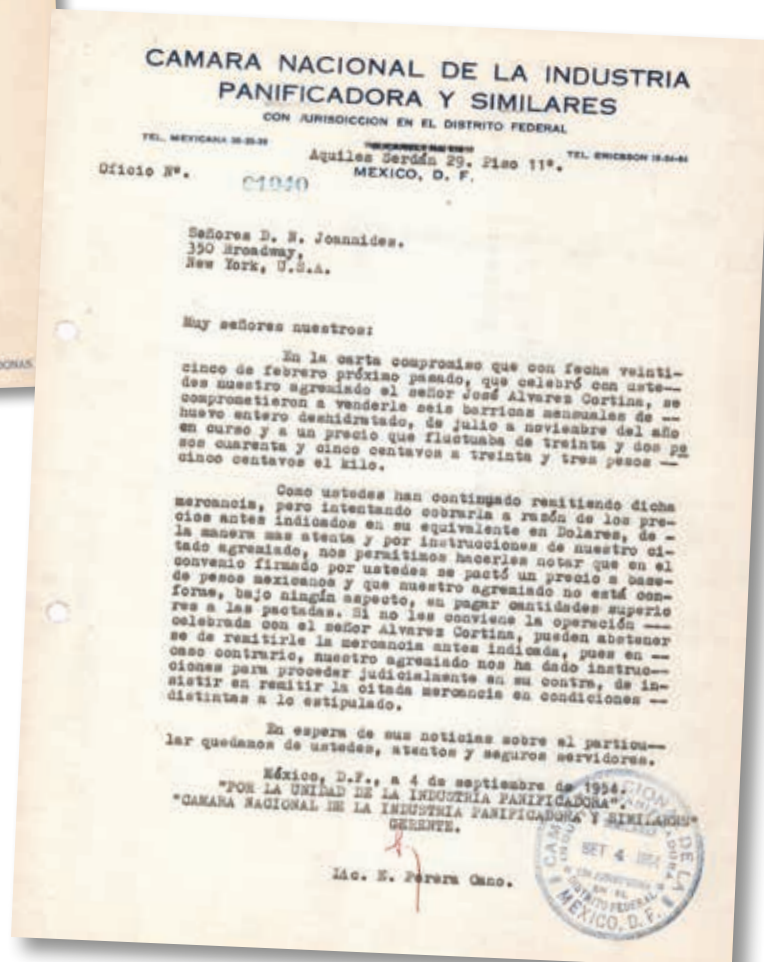 CAMARA NACIONAL DE LA INDUSTRIA
PANIFICADORA Y SIMILARES
CON JURISDICCION EN EL DISTRITO FEDERAL
TEL. MEXICANA
Aquiles Serdán 29. Piso 11º.
TEL. ERICSSON
Oficio Nº. 01940
MEXICO, D. F.
Señores D. N. Joannides.
350 Broadway,
New York, U.S.A.
Muy señores nuestros:
En la carta compromiso que con fecha veinti-
cinco de febrero próximo pasado, que celebró con uste--
des nuestro agremiado el señor José Alvarez Cortina, se
comprometieron a venderle seis barricas mensuales de --
huevo entero deshidratado, de julio a noviembre del año
en curso y a un precio que fluctuaba de treinta y dos pe
sos cuarenta y cinco centavos a treinta y tres pesos --
cinco centavos el kilo.
Como ustedes han continuado remitiendo dicha
mercancía, pero intentando cobrarla a razón de los pre-
cios antes indicados en su equivalente en Dolares, de -
la manera mas atenta y por instrucciones de nuestro ci-
tado agremiado, nos permitimos hacerles notar que en el
convenio firmado por ustedes se pactó un precio a base-
de pesos mexicanos y que nuestro agremiado no está con-
forme, bajo ningún aspecto, en pagar cantidades superio
res a las pactadas. Si no les conviene la operación ---
celebrada con el señor Alvarez Cortina, pueden abstener
se de remitirle la mercancía antes indicada, pues en --
caso contrario, nuestro agremiado nos ha dado instruc--
ciones para proceder judicialmente en su contra, de in-
sistir en remitir la citada mercancía en condiciones --
distintas a lo estipulado.
En espera de sus noticias sobre el particu--
lar quedamos de ustedes, atentos y seguros servidores.
México, D.F., a 4 de septiembre de 1954.
"POR LA UNIDAD DE LA INDUSTRIA PANIFICADORA".
"CAMARA NACIONAL DE LA INDUSTRIA PANIFICADORA Y SIMILARES"
GERENTE.
Lic. N. Perera Cano.
SET 4
DISTRITO FEDERAL
MEXICO, D. F.